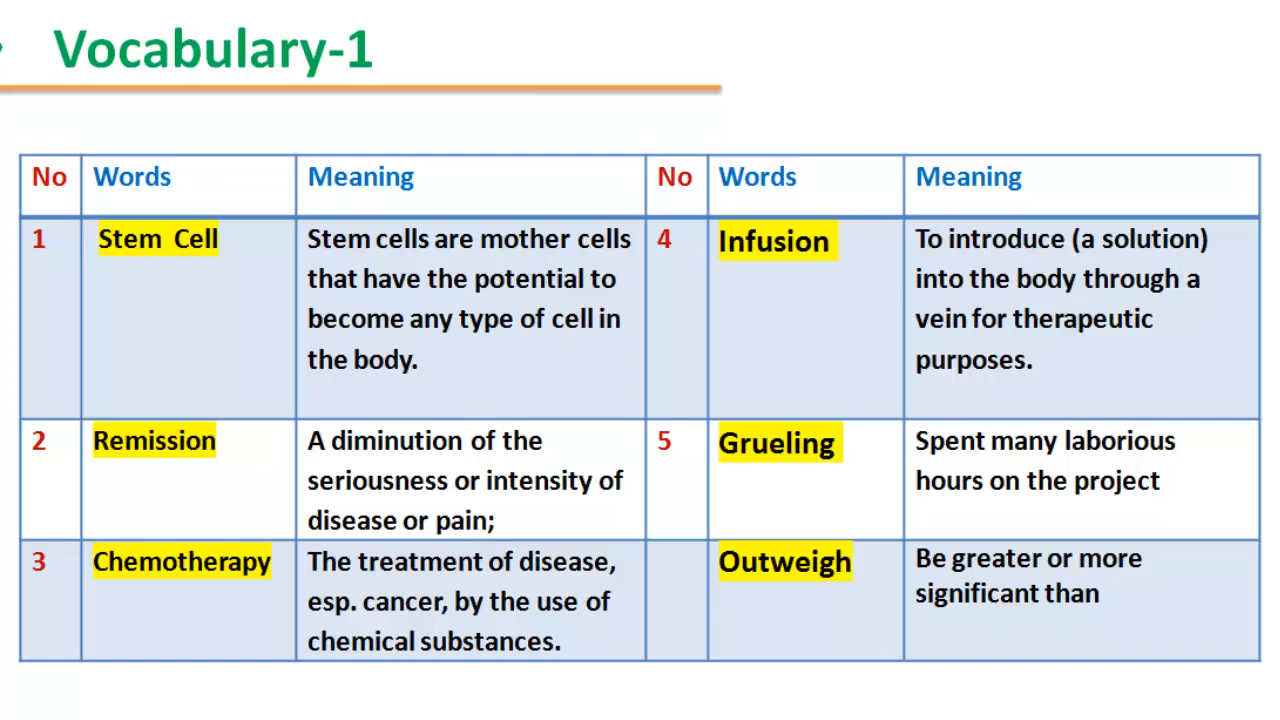 Vocabulary-1
No Words Meaning No Words Meaning
1 Stem Cell Stem cells are mother cells 4 Infusion To introduce (a solution)
that have the potential to into the body through a
become any type of cell in vein for therapeutic
the body. purposes.
2 Remission A diminution of the 5 Grueling Spent many laborious
seriousness or intensity of hours on the project
disease or pain;
3 Chemotherapy The treatment of disease, Outweigh Be greater or more
esp. cancer, by the use of significant than
chemical substances.